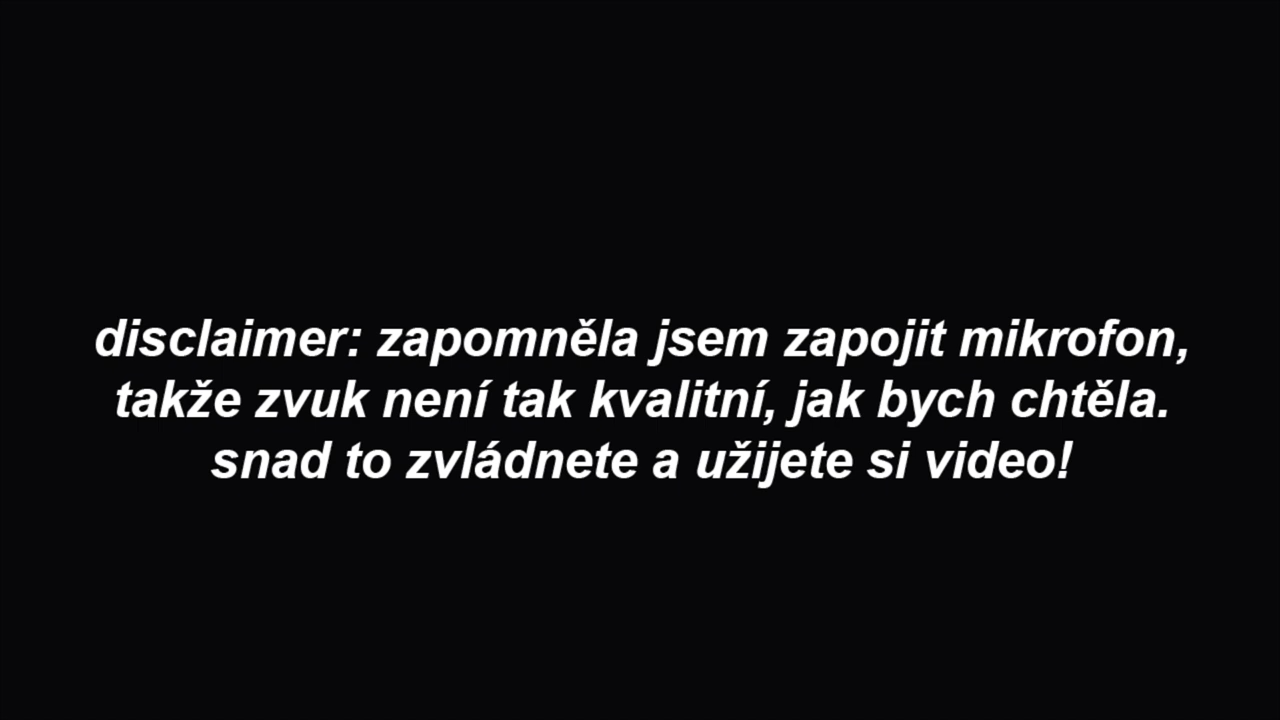 disclaimer: zapomněla jsem zapojit mikrofon,
takže zvuk není tak kvalitní, jak bych chtěla.
snad to zvládnete a užijete si video!